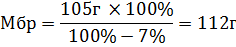 Мбр = 105г × 100% / 100% − 7% = 112г